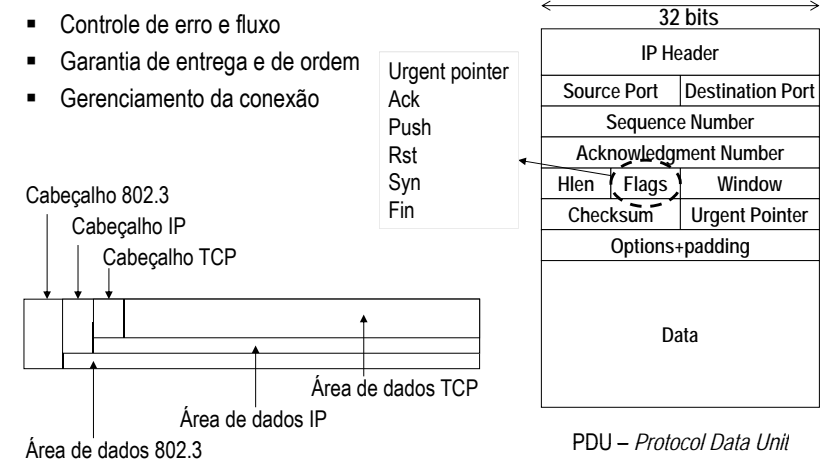 ▪ Controle de erro e fluxo
▪ Garantia de entrega e de ordem
▪ Gerenciamento da conexão
Urgent pointer
Ack
Push
Rst
Syn
Fin
32 bits
IP Header
Source Port Destination Port
Sequence Number
Acknowledgment Number
Hlen Flags Window
Checksum Urgent Pointer
Options+padding
Data
PDU – Protocol Data Unit
Cabeçalho 802.3
Cabeçalho IP
Cabeçalho TCP
Área de dados TCP
Área de dados IP
Área de dados 802.3